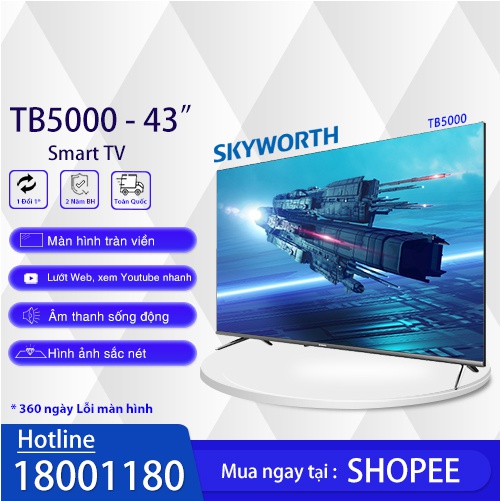 TB5000 - 43”
Smart TV
1 Đổi 1*
2 Năm BH
Toàn Quốc
SKYWORTH
TB5000
Màn hình tràn viền
Lướt Web, xem Youtube nhanh
Âm thanh sống động
Hình ảnh sắc nét
* 360 ngày Lỗi màn hình
Hotline
18001180
Mua ngay tại : SHOPEE